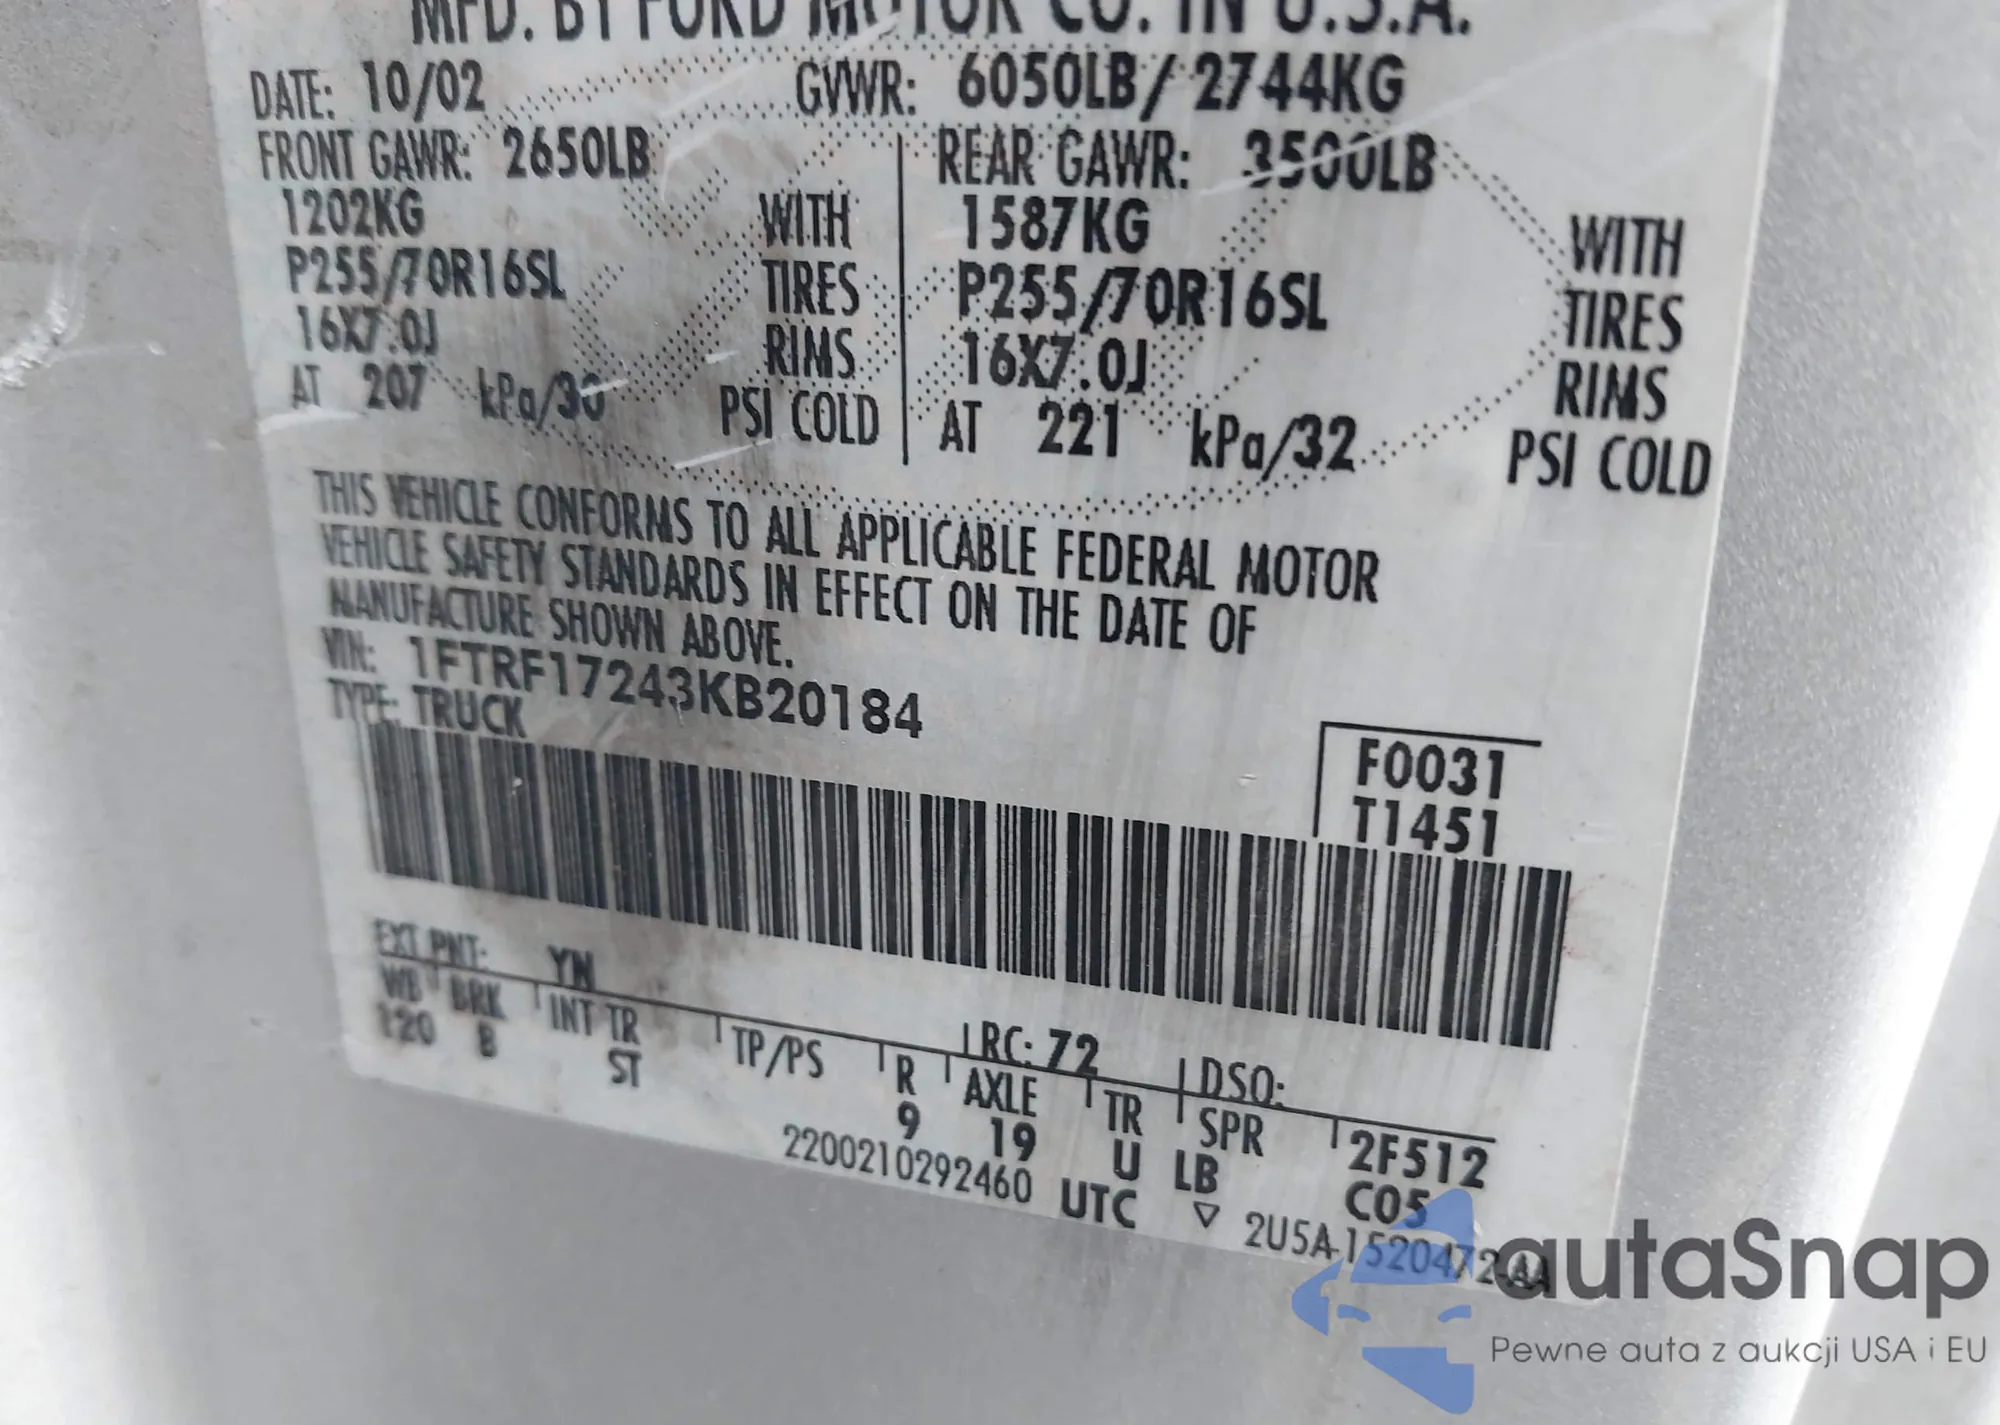 MFD. BY FORD MOTOR CO. IN U.S.A.
DATE: 10/02 GVWR: 6050LB/ 2744KG
FRONT GAWR: 2650LB REAR GAWR: 3500LB
1202KG WITH 1587KG WITH
P255/70R16SL TIRES P255/70R16SL TIRES
16X7.0J RIMS 16X7.0J RIMS
AT 207 kPa/30 PSI COLD AT 221 kPa/32 PSI COLD
THIS VEHICLE CONFORMS TO ALL APPLICABLE FEDERAL MOTOR
VEHICLE SAFETY STANDARDS IN EFFECT ON THE DATE OF
MANUFACTURE SHOWN ABOVE.
VIN: 1FTRF17243KB20184
TYPE: TRUCK
F0031
T1451
EXT PNT: YN RC: 72 DSO:
WB BRK INT TR TP/PS R AXLE TR SPR 2F512
120 B ST 9 19 U LB C05
2200210292460 UTC ▽ 2U5A-1520472-AA
autaSnap
Pewne auta z aukcji USA i EU